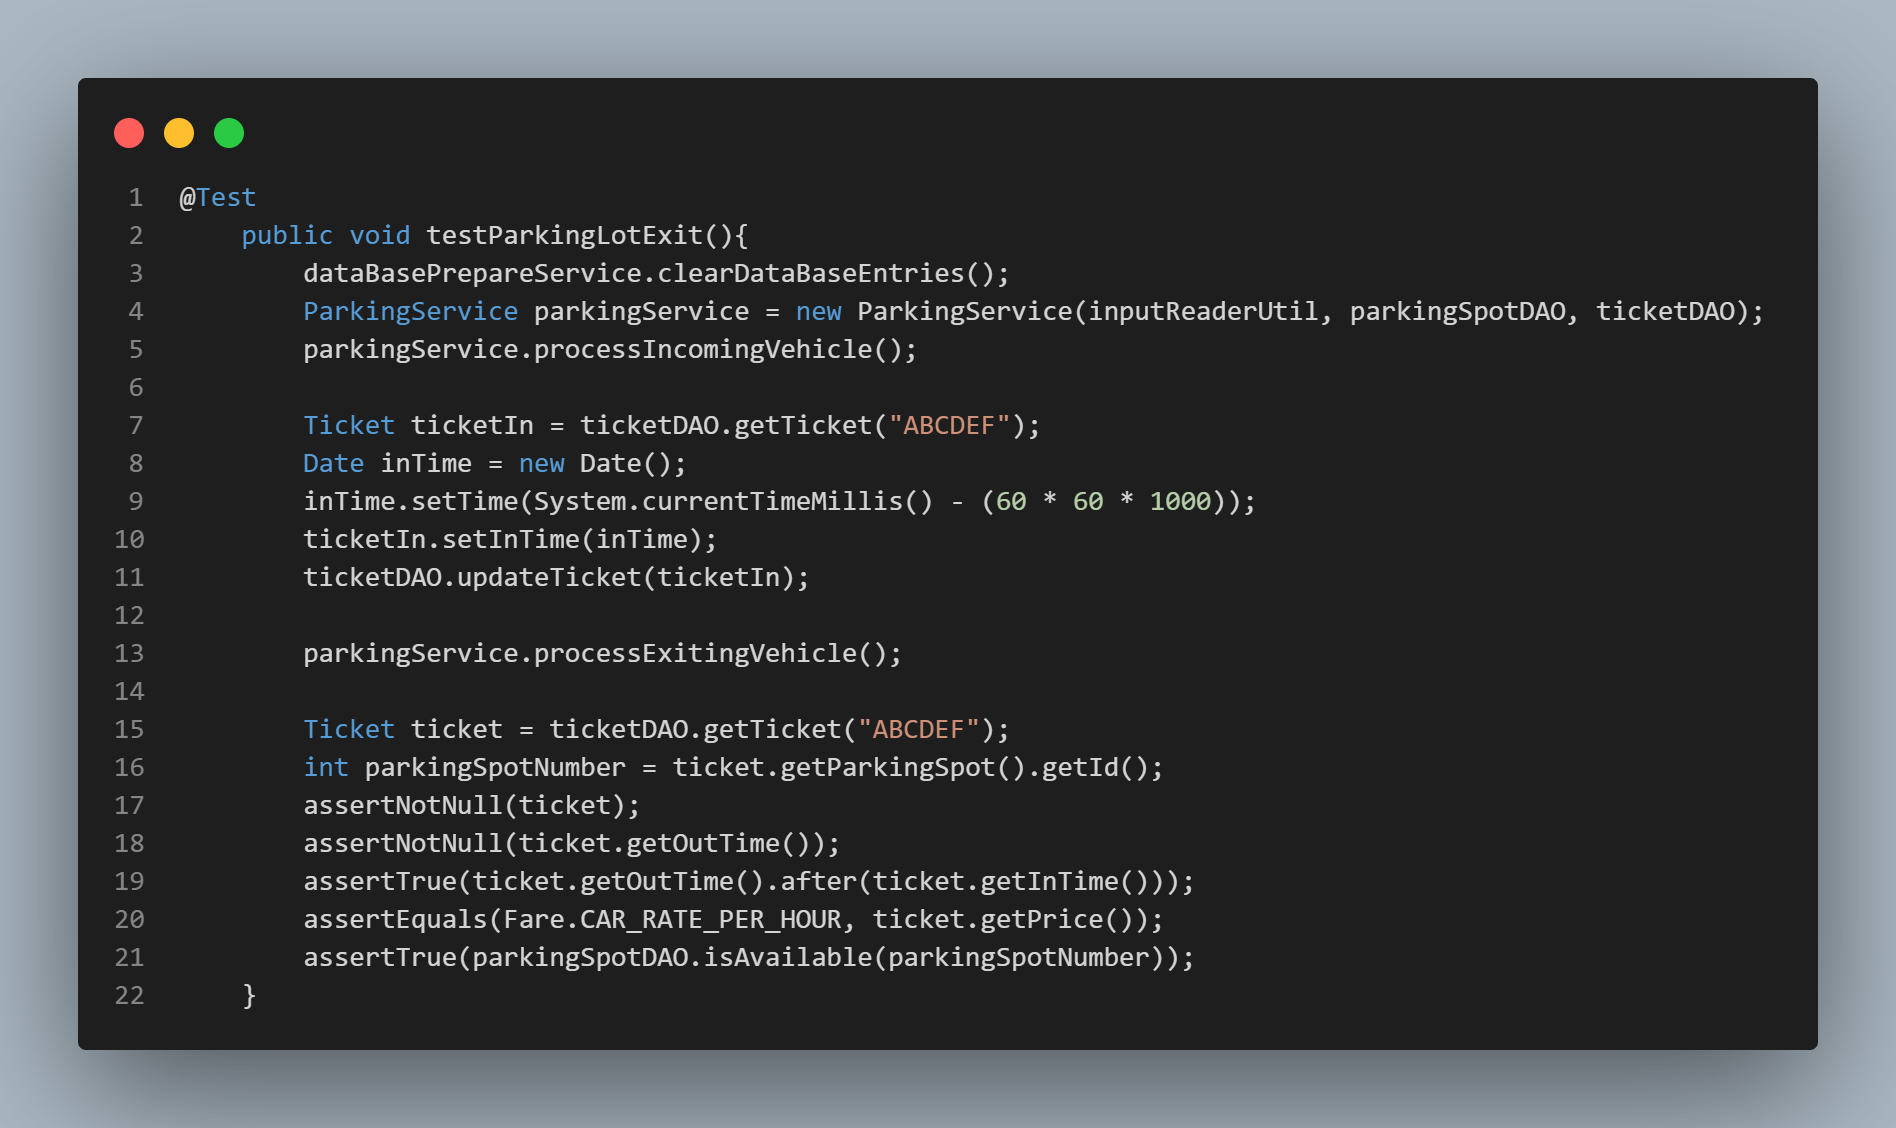 1 @Test
2     public void testParkingLotExit(){
3         dataBasePrepareService.clearDataBaseEntries();
4         ParkingService parkingService = new ParkingService(inputReaderUtil, parkingSpotDAO, ticketDAO);
5         parkingService.processIncomingVehicle();
6
7         Ticket ticketIn = ticketDAO.getTicket("ABCDEF");
8         Date inTime = new Date();
9         inTime.setTime(System.currentTimeMillis() - (60 * 60 * 1000));
10         ticketIn.setInTime(inTime);
11         ticketDAO.updateTicket(ticketIn);
12
13         parkingService.processExitingVehicle();
14
15         Ticket ticket = ticketDAO.getTicket("ABCDEF");
16         int parkingSpotNumber = ticket.getParkingSpot().getId();
17         assertNotNull(ticket);
18         assertNotNull(ticket.getOutTime());
19         assertTrue(ticket.getOutTime().after(ticket.getInTime()));
20         assertEquals(Fare.CAR_RATE_PER_HOUR, ticket.getPrice());
21         assertTrue(parkingSpotDAO.isAvailable(parkingSpotNumber));
22     }